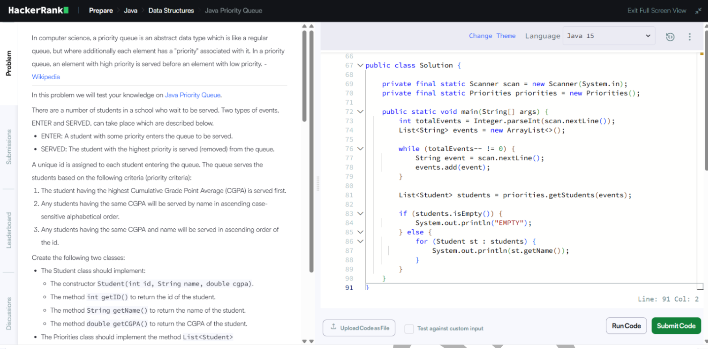 HackerRank
Prepare > Java > Data Structures > Java Priority Queue
Exit Full Screen View
Problem
Submissions
Leaderboard
Discussions
In computer science, a priority queue is an abstract data type which is like a regular
queue, but where additionally each element has a "priority" associated with it. In a priority
queue, an element with high priority is served before an element with low priority. -
Wikipedia
In this problem we will test your knowledge on Java Priority Queue.
There are a number of students in a school who wait to be served. Two types of events,
ENTER and SERVED, can take place which are described below.
• ENTER: A student with some priority enters the queue to be served.
• SERVED: The student with the highest priority is served (removed) from the queue.
A unique id is assigned to each student entering the queue. The queue serves the
students based on the following criteria (priority criteria):
1. The student having the highest Cumulative Grade Point Average (CGPA) is served first.
2. Any students having the same CGPA will be served by name in ascending case-
sensitive alphabetical order.
3. Any students having the same CGPA and name will be served in ascending order of
the id.
Create the following two classes:
• The Student class should implement:
The constructor Student(int id, String name, double cgpa).
The method int getID() to return the id of the student.
The method String getName() to return the name of the student.
The method double getCGPA() to return the CGPA of the student.
• The Priorities class should implement the method List<Student>
Change Theme Language Java 15
66
67 public class Solution {
68
69 private final static Scanner scan = new Scanner(System.in);
70 private final static Priorities priorities = new Priorities();
71
72 public static void main(String[] args) {
73 int totalEvents = Integer.parseInt(scan.nextLine());
74 List<String> events = new ArrayList<>();
75
76 while (totalEvents-- != 0) {
77 String event = scan.nextLine();
78 events.add(event);
79 }
80
81 List<Student> students = priorities.getStudents(events);
82
83 if (students.isEmpty()) {
84 System.out.println("EMPTY");
85 } else {
86 for (Student st : students) {
87 System.out.println(st.getName());
88 }
89 }
90 }
91 }
Line: 91 Col: 2
Upload Code as File
Test against custom input
Run Code
Submit Code